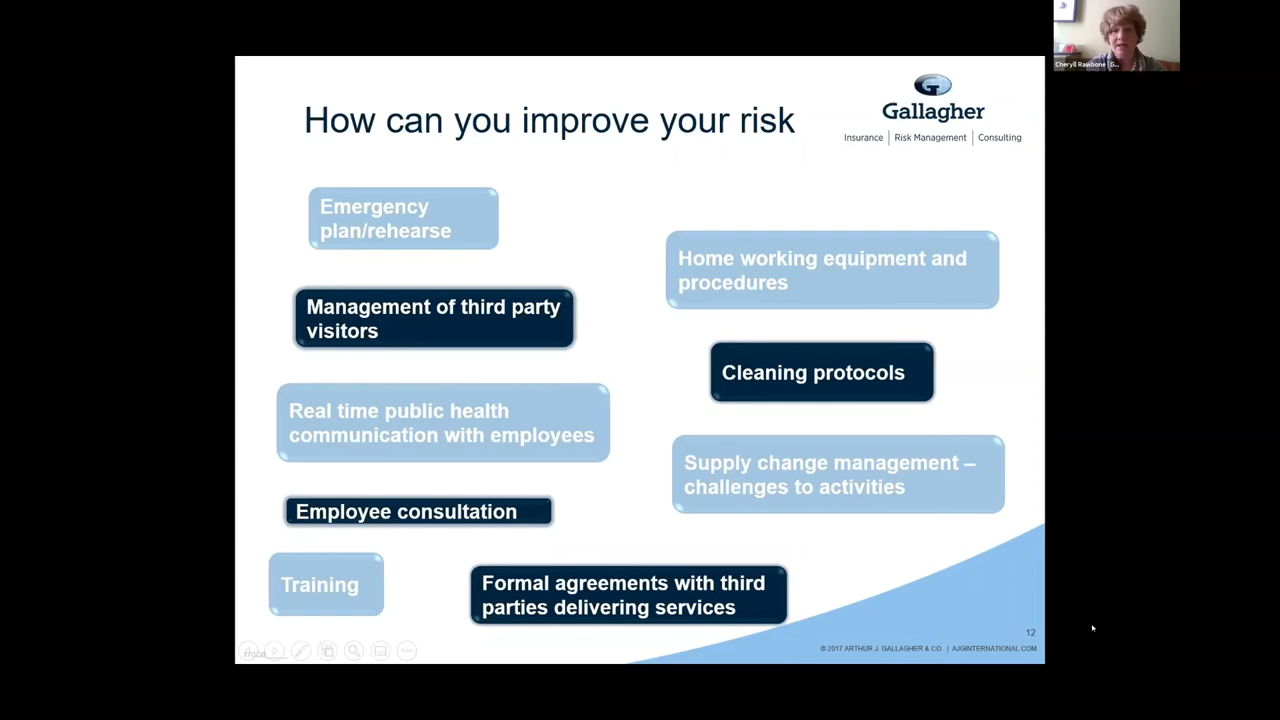 Cheryll Rawbone G...
How can you improve your risk
Gallagher
Insurance | Risk Management | Consulting
Emergency
plan/rehearse
Management of third party
visitors
Real time public health
communication with employees
Employee consultation
Training
Home working equipment and
procedures
Cleaning protocols
Supply change management –
challenges to activities
Formal agreements with third
parties delivering services
12
© 2017 ARTHUR J. GALLAGHER & CO. | AJGINTERNATIONAL.COM